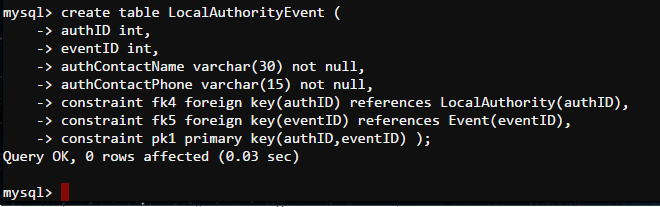 mysql> create table LocalAuthorityEvent (
-> authID int,
-> eventID int,
-> authContactName varchar(30) not null,
-> authContactPhone varchar(15) not null,
-> constraint fk4 foreign key(authID) references LocalAuthority(authID),
-> constraint fk5 foreign key(eventID) references Event(eventID),
-> constraint pk1 primary key(authID,eventID) );
Query OK, 0 rows affected (0.03 sec)
mysql>